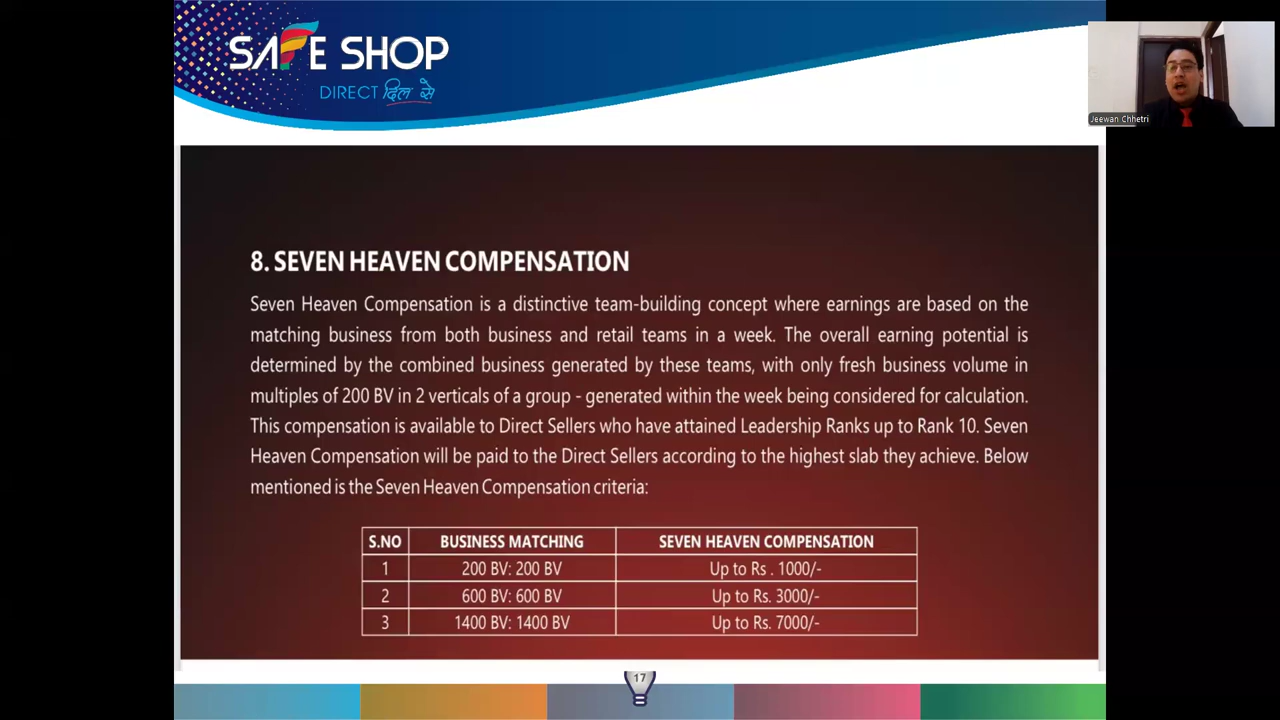 SAFE SHOP
DIRECT दिल से
Jeewan Chhetri
8. SEVEN HEAVEN COMPENSATION
Seven Heaven Compensation is a distinctive team-building concept where earnings are based on the
matching business from both business and retail teams in a week. The overall earning potential is
determined by the combined business generated by these teams, with only fresh business volume in
multiples of 200 BV in 2 verticals of a group - generated within the week being considered for calculation.
This compensation is available to Direct Sellers who have attained Leadership Ranks up to Rank 10. Seven
Heaven Compensation will be paid to the Direct Sellers according to the highest slab they achieve. Below
mentioned is the Seven Heaven Compensation criteria:
S.NO BUSINESS MATCHING SEVEN HEAVEN COMPENSATION
1 200 BV: 200 BV Up to Rs . 1000/-
2 600 BV: 600 BV Up to Rs. 3000/-
3 1400 BV: 1400 BV Up to Rs. 7000/-
17